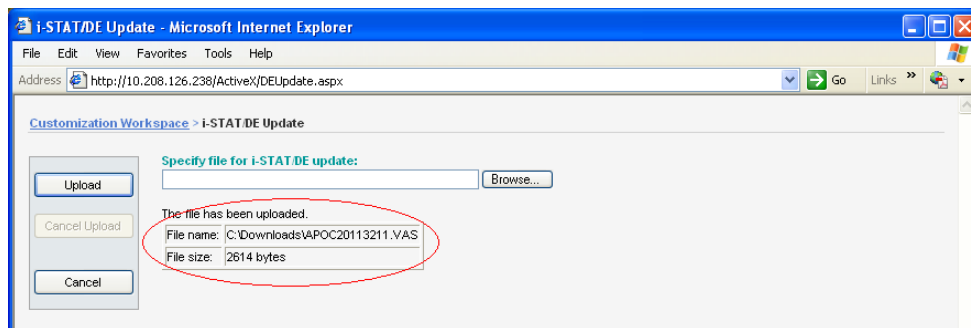 i-STAT/DE Update - Microsoft Internet Explorer
File Edit View Favorites Tools Help
Address http://10.208.126.238/ActiveX/DEUpdate.aspx Go Links »
Customization Workspace > i-STAT/DE Update
Specify file for i-STAT/DE update:
Upload Browse...
The file has been uploaded.
Cancel Upload
File name: C:\Downloads\APOC20113211.VAS
File size: 2614 bytes
Cancel